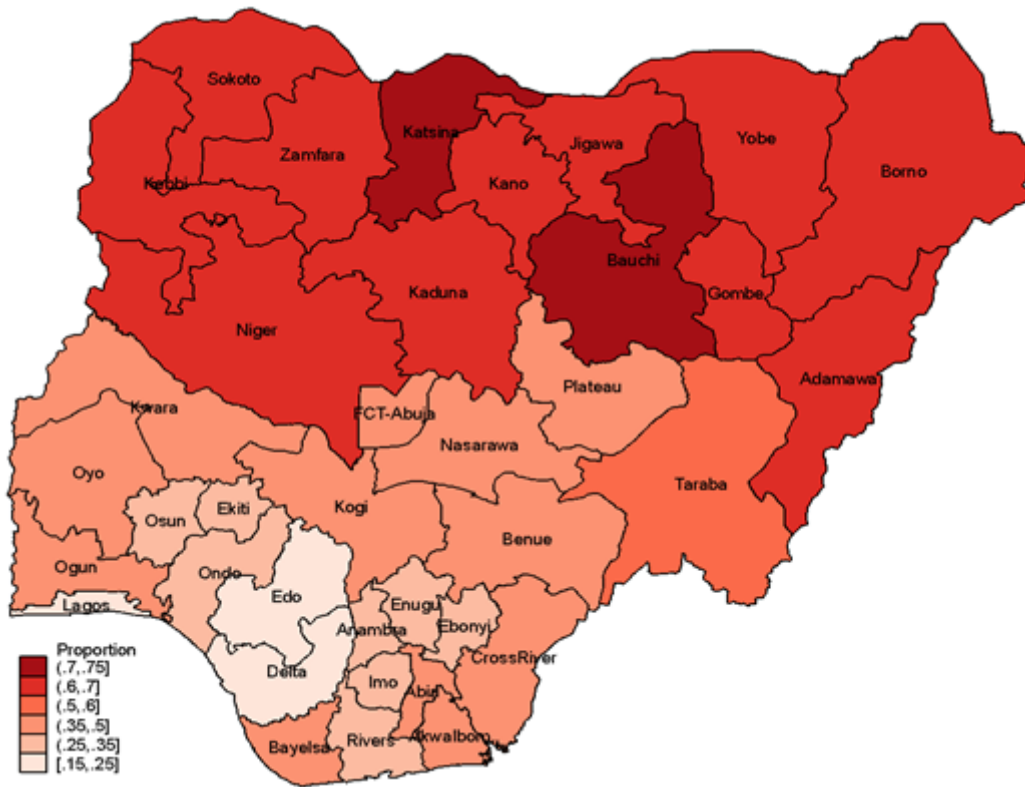 Sokoto
Katsina
Zamfara
Jigawa
Yobe
Kebbi
Kano
Borno
Bauchi
Kaduna
Gombe
Niger
Adamawa
Plateau
Kwara
FCT-Abuja
Nasarawa
Oyo
Taraba
Kogi
Osun
Ekiti
Benue
Ogun
Ondo
Edo
Lagos
Enugu
Anambra
Ebonyi
CrossRiver
Delta
Imo
Abia
Bayelsa
Rivers
AkwaIbom
Proportion
(.7,.75]
(.6,.7]
(.5,.6]
(.35,.5]
(.25,.35]
[.15,.25]